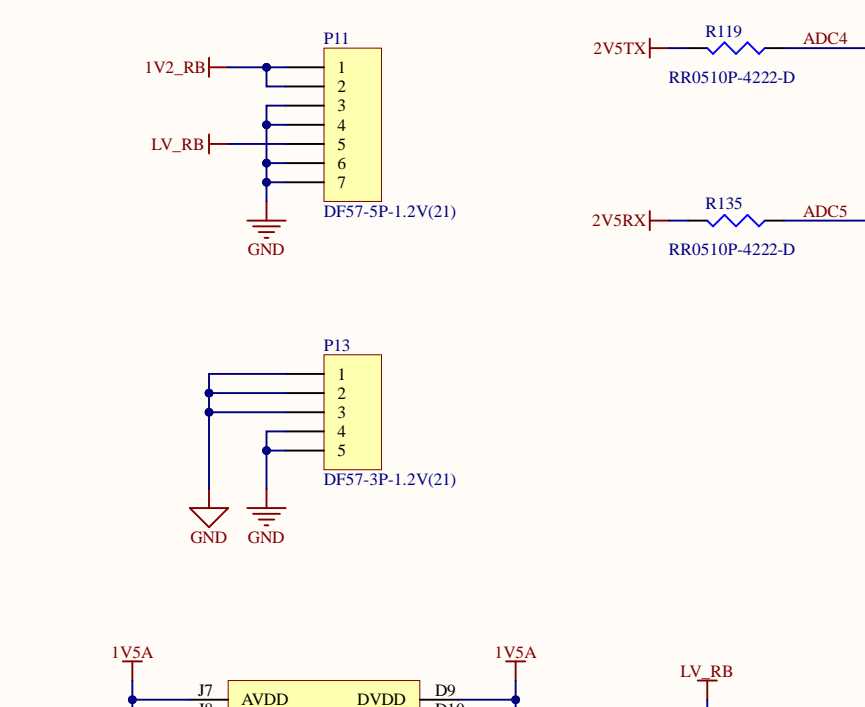 P11
1V2_RB
1
2
3
4
LV_RB
5
6
7
DF57-5P-1.2V(21)
GND
R119
2V5TX
ADC4
RR0510P-4222-D
R135
2V5RX
ADC5
RR0510P-4222-D
P13
1
2
3
4
5
DF57-3P-1.2V(21)
GND
GND
1V5A
1V5A
LV_RB
J7
AVDD
DVDD
D9
J8
D10